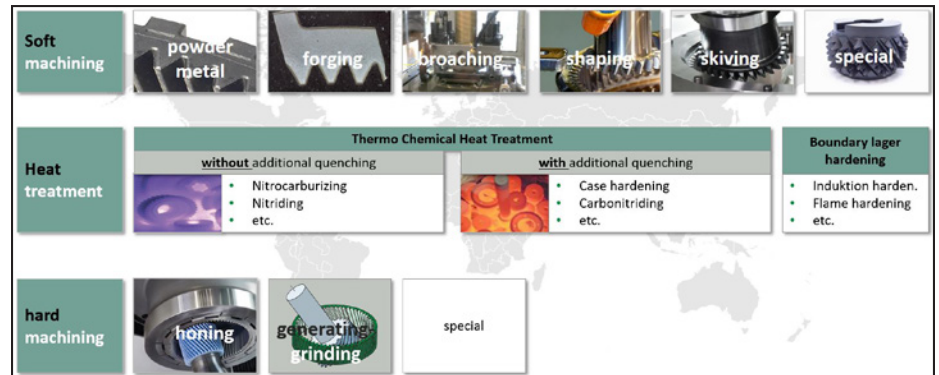 Soft
machining
powder
metal
forging
broaching
shaping
skiving
special
Heat
treatment
Thermo Chemical Heat Treatment
without additional quenching
• Nitrocarburizing
• Nitriding
• etc.
with additional quenching
• Case hardening
• Carbonitriding
• etc.
Boundary lager
hardening
• Induktion harden.
• Flame hardening
• etc.
hard
machining
honing
generating-
grinding
special